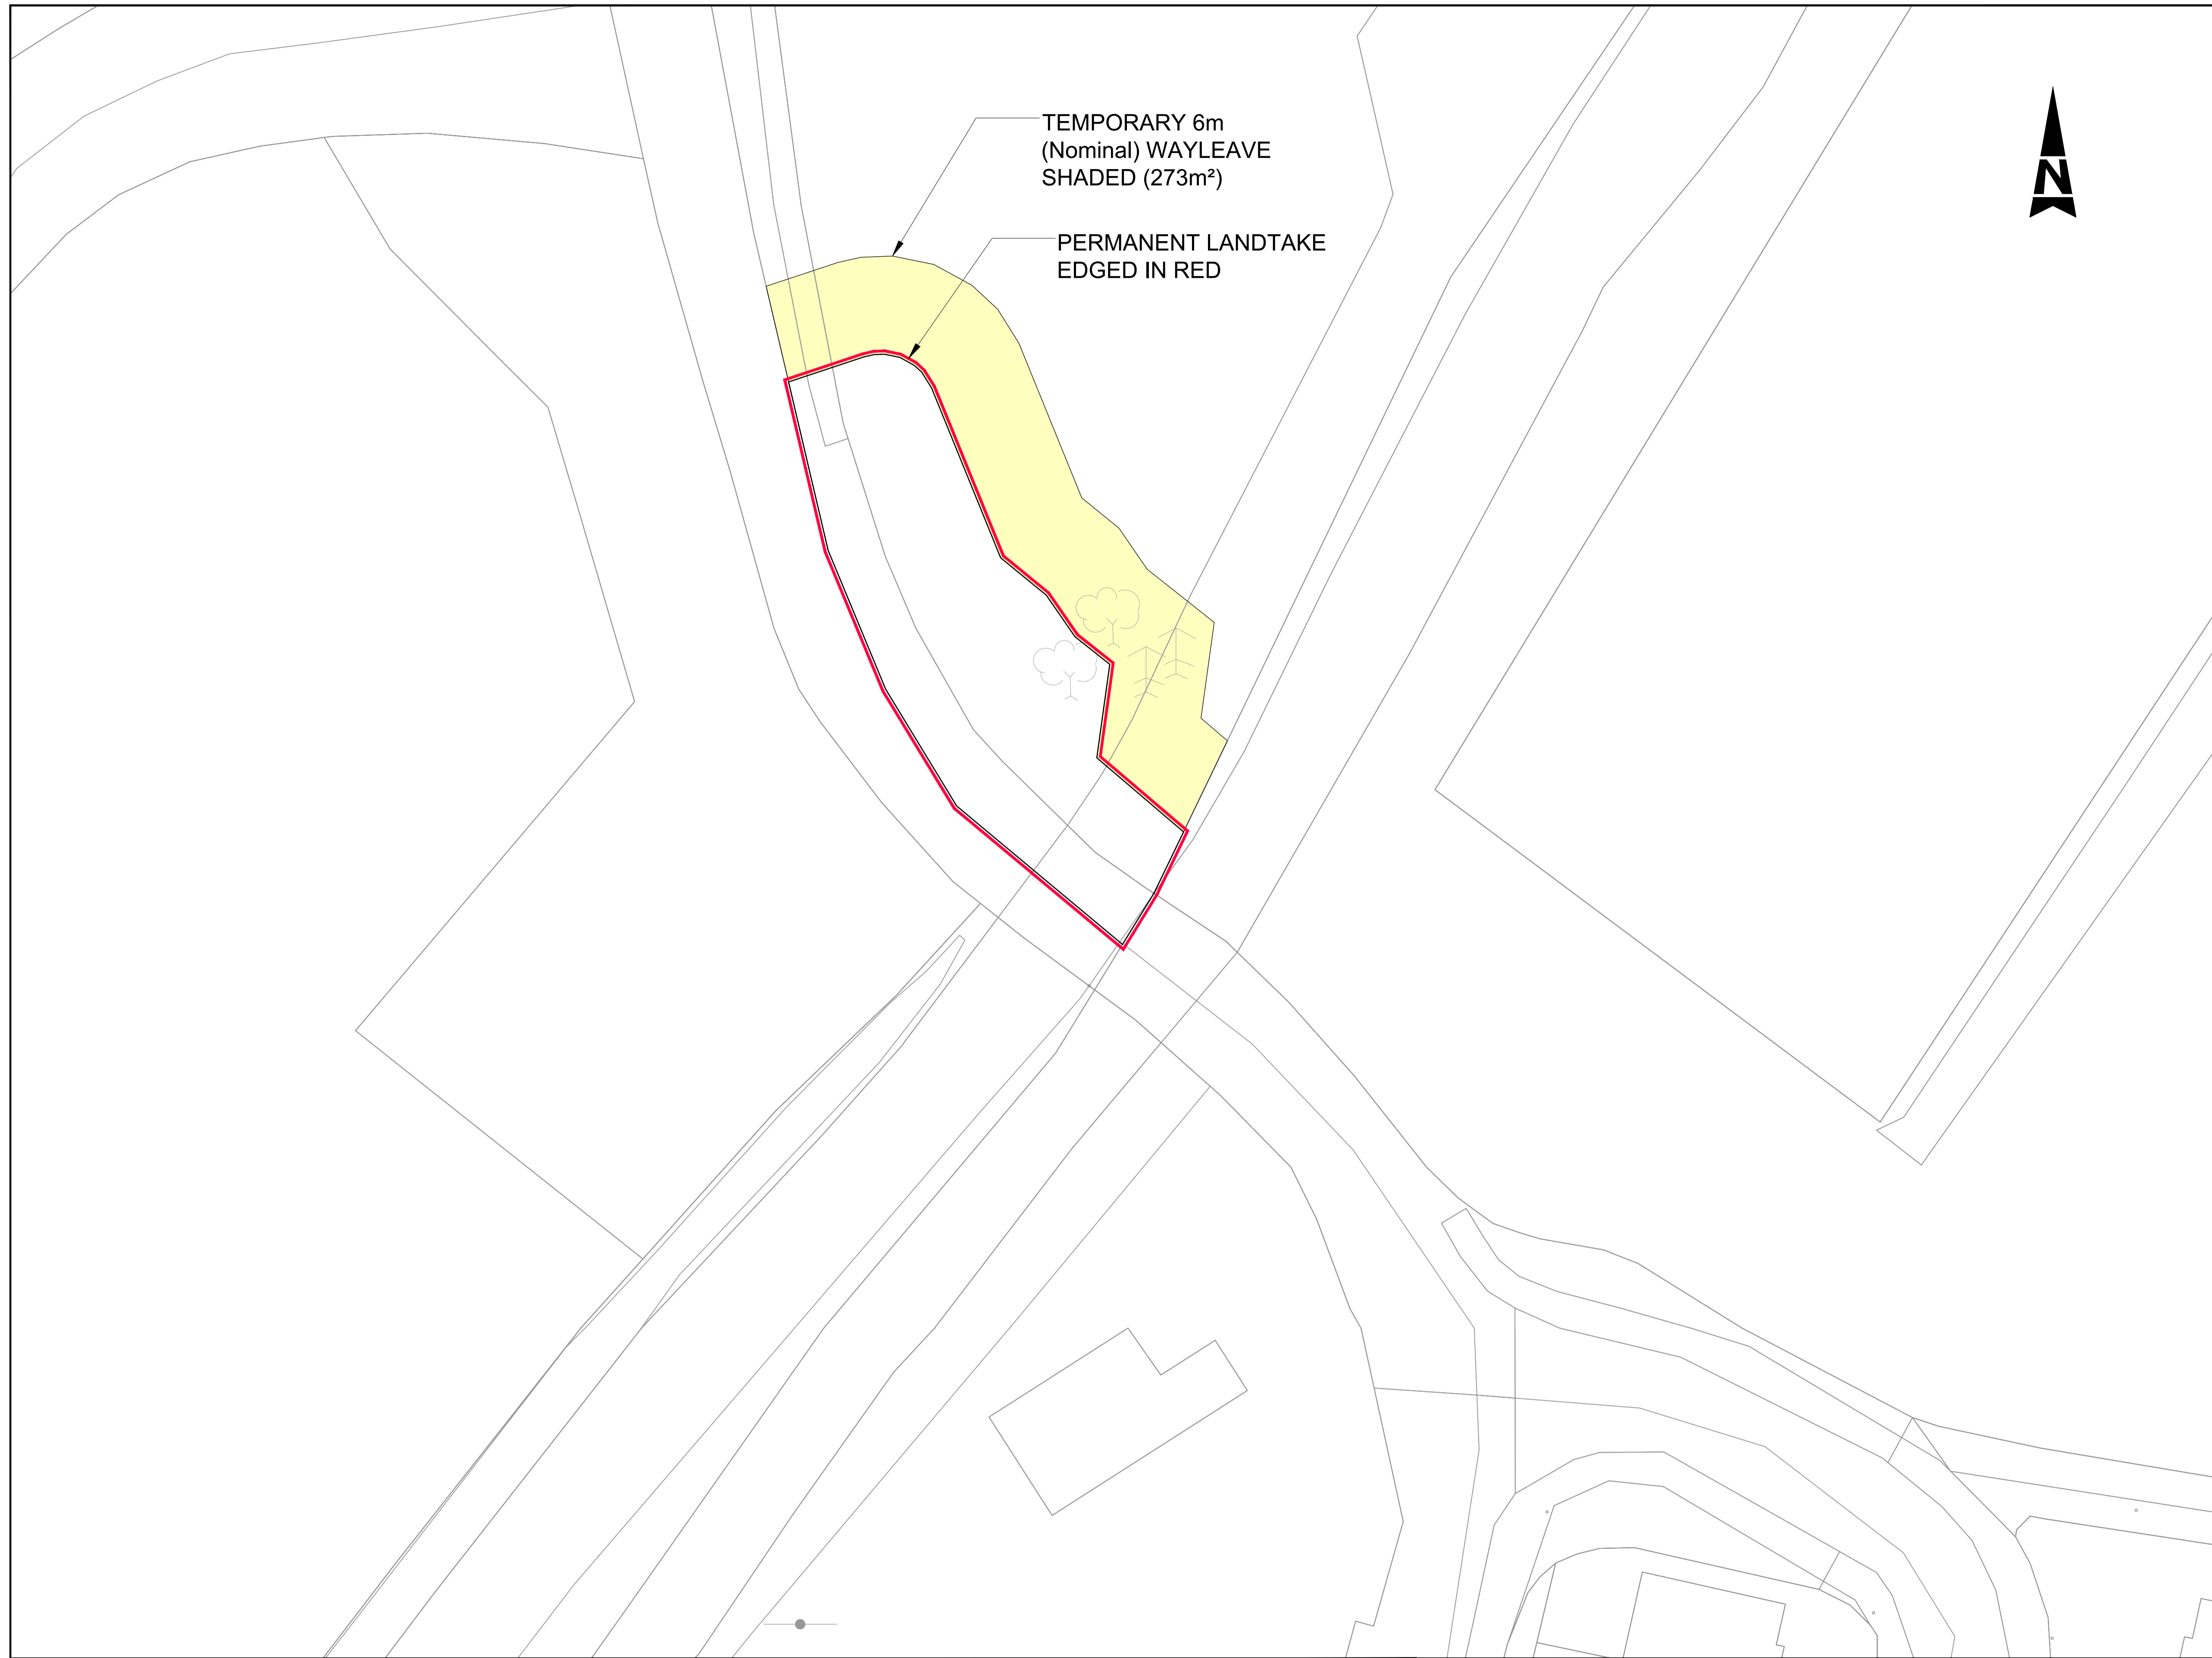 TEMPORARY 6m
(Nominal) WAYLEAVE
SHADED (273m²)
PERMANENT LANDTAKE
EDGED IN RED
N